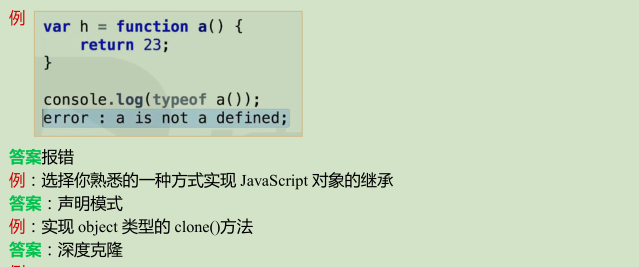 例
var h = function a() {
return 23;
}
console.log(typeof a());
error : a is not a defined;
答案报错
例：选择你熟悉的一种方式实现 JavaScript 对象的继承
答案：声明模式
例：实现 object 类型的 clone()方法
答案：深度克隆